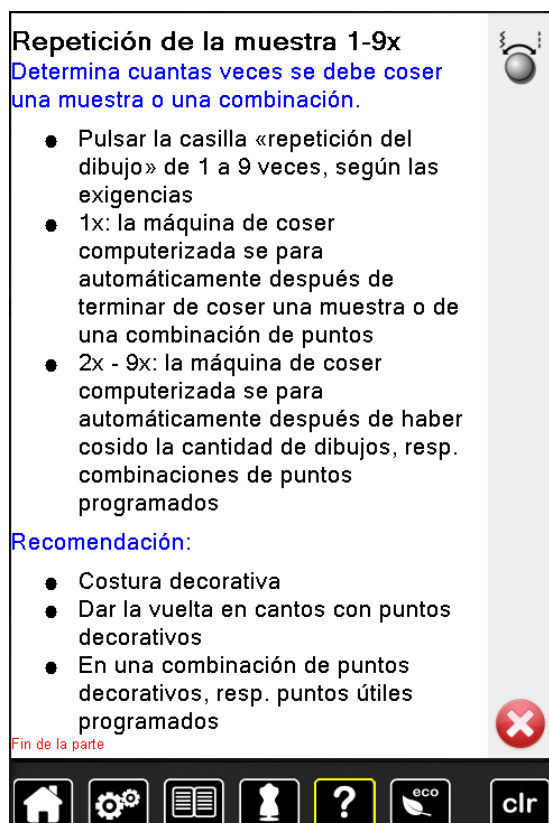 Repetición de la muestra 1-9x
Determina cuantas veces se debe coser
una muestra o una combinación.
● Pulsar la casilla «repetición del
dibujo» de 1 a 9 veces, según las
exigencias
● 1x: la máquina de coser
computerizada se para
automáticamente después de
terminar de coser una muestra o de
una combinación de puntos
● 2x - 9x: la máquina de coser
computerizada se para
automáticamente después de haber
cosido la cantidad de dibujos, resp.
combinaciones de puntos
programados
Recomendación:
● Costura decorativa
● Dar la vuelta en cantos con puntos
decorativos
● En una combinación de puntos
decorativos, resp. puntos útiles
programados
Fin de la parte
? eco clr